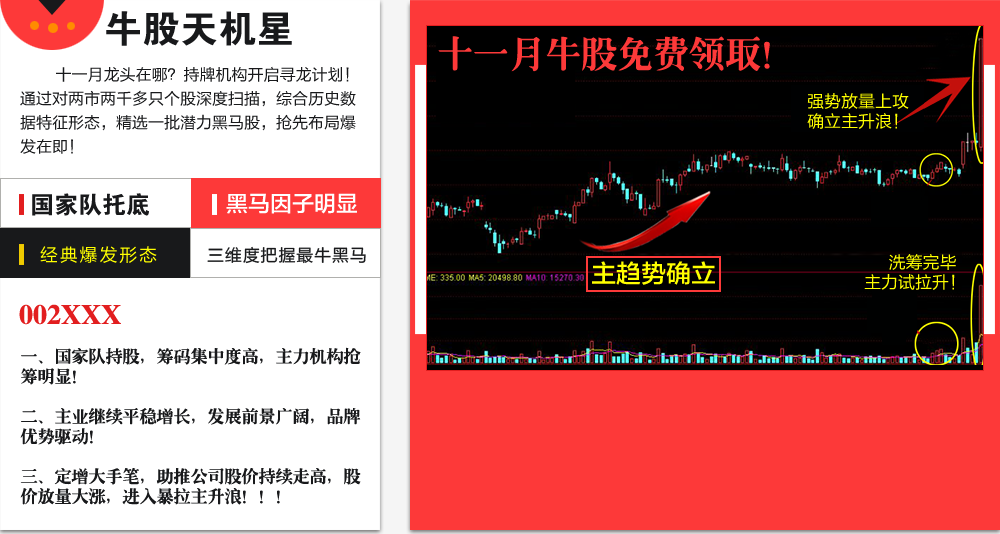 牛股天机星
十一月龙头在哪？持牌机构开启寻龙计划！
通过对两市两千多只个股深度扫描，综合历史数
据特征形态，精选一批潜力黑马股，抢先布局爆
发在即！
国家队托底
黑马因子明显
经典爆发形态
三维度把握最牛黑马
002XXX
一、国家队持股，筹码集中度高，主力机构抢
筹明显!
二、主业继续平稳增长，发展前景广阔，品牌
优势驱动!
三、定增大手笔，助推公司股价持续走高，股
价放量大涨，进入暴拉主升浪！！！
十一月牛股免费领取!
强势放量上攻
确立主升浪！
主趋势确立
洗筹完毕
主力试拉升！
ME: 335.00 MA5: 20498.80 MA10: 15270.30